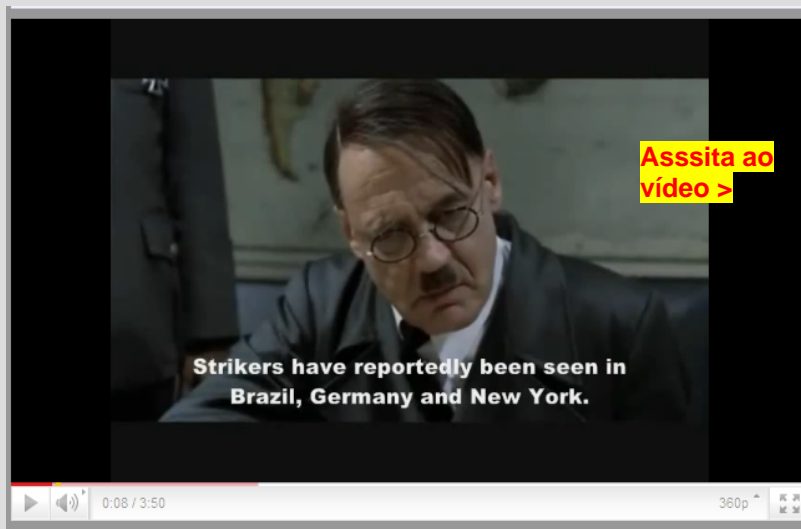 Asssita ao
vídeo >
Strikers have reportedly been seen in
Brazil, Germany and New York.
0:08 / 3:50
360p